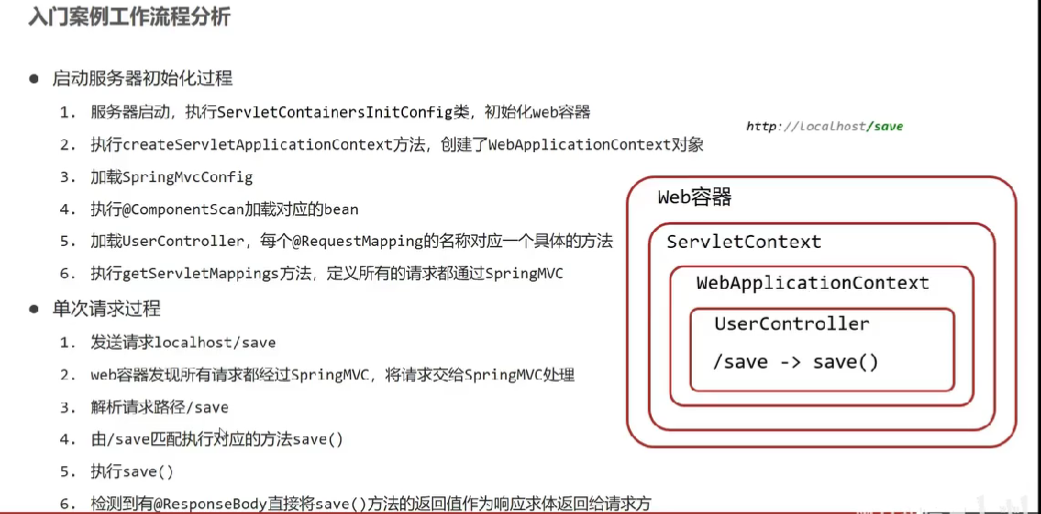 入门案例工作流程分析
● 启动服务器初始化过程
1. 服务器启动，执行ServletContainersInitConfig类，初始化web容器
2. 执行createServletApplicationContext方法，创建了WebApplicationContext对象
3. 加载SpringMvcConfig
4. 执行@ComponentScan加载对应的bean
5. 加载UserController，每个@RequestMapping的名称对应一个具体的方法
6. 执行getServletMappings方法，定义所有的请求都通过SpringMVC
● 单次请求过程
1. 发送请求localhost/save
2. web容器发现所有请求都经过SpringMVC，将请求交给SpringMVC处理
3. 解析请求路径/save
4. 由/save匹配执行对应的方法save()
5. 执行save()
6. 检测到有@ResponseBody直接将save()方法的返回值作为响应求体返回给请求方
http://localhost/save
Web容器
ServletContext
WebApplicationContext
UserController
/save -> save()